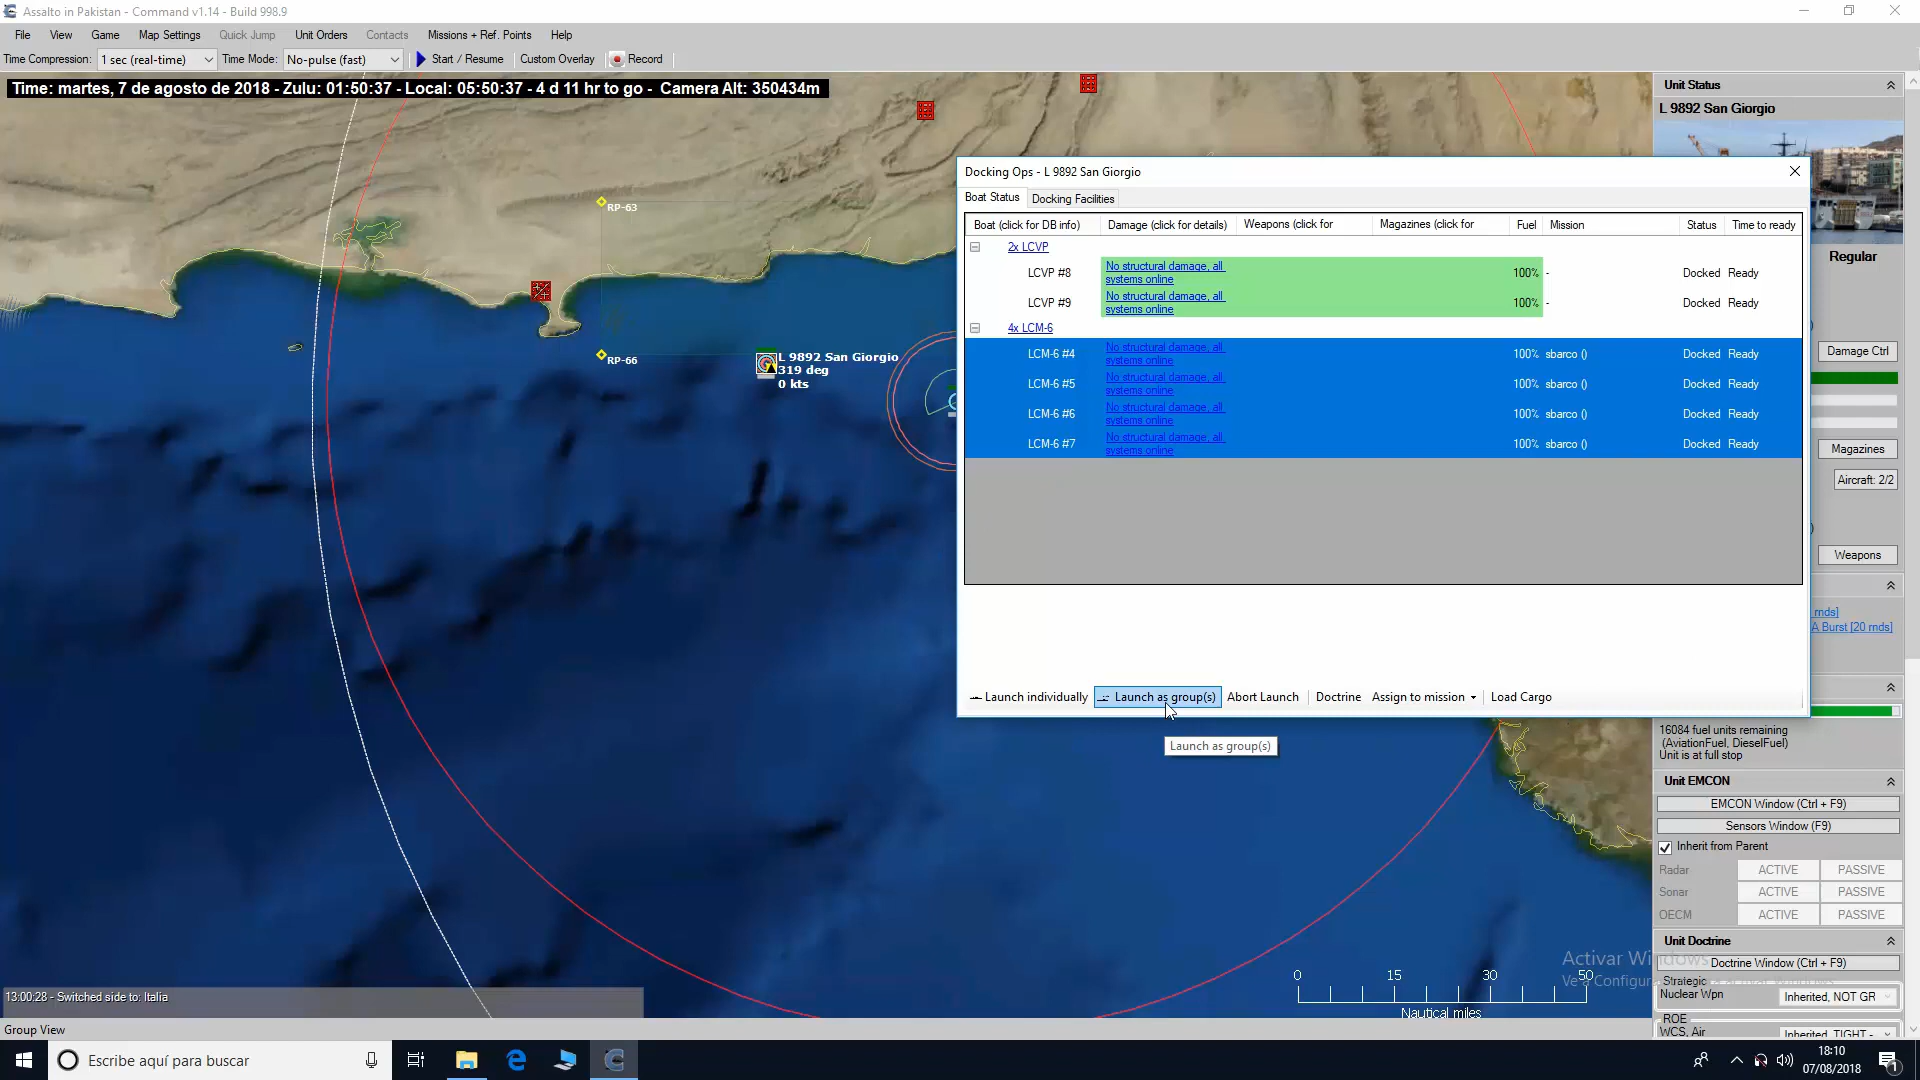 Assalto in Pakistan - Command v1.14 - Build 998.9
File View Game Map Settings Quick Jump Unit Orders Contacts Missions + Ref. Points Help
Time Compression: 1 sec (real-time) Time Mode: No-pulse (fast) Start / Resume Custom Overlay Record
Time: martes, 7 de agosto de 2018 - Zulu: 01:50:37 - Local: 05:50:37 - 4 d 11 hr to go - Camera Alt: 350434m
RP-63
RP-66
L 9892 San Giorgio
319 deg
0 kts
Docking Ops - L 9892 San Giorgio
Boat Status Docking Facilities
Boat (click for DB info) Damage (click for details) Weapons (click for Magazines (click for Fuel Mission Status Time to ready
2x LCVP
LCVP #8 No structural damage, all systems online 100% - Docked Ready
LCVP #9 No structural damage, all systems online 100% - Docked Ready
4x LCM-6
LCM-6 #4 No structural damage, all systems online 100% sbarco () Docked Ready
LCM-6 #5 No structural damage, all systems online 100% sbarco () Docked Ready
LCM-6 #6 No structural damage, all systems online 100% sbarco () Docked Ready
LCM-6 #7 No structural damage, all systems online 100% sbarco () Docked Ready
Launch individually Launch as group(s) Abort Launch Doctrine Assign to mission Load Cargo
Launch as group(s)
Unit Status
L 9892 San Giorgio
Regular
Damage Ctrl
Magazines
Aircraft: 2/2
Weapons
rnds]
A Burst [20 rnds]
16084 fuel units remaining
(AviationFuel, DieselFuel)
Unit is at full stop
Unit EMCON
EMCON Window (Ctrl + F9)
Sensors Window (F9)
Inherit from Parent
Radar ACTIVE PASSIVE
Sonar ACTIVE PASSIVE
OECM ACTIVE PASSIVE
Unit Doctrine
Doctrine Window (Ctrl + F9)
Strategic
Nuclear Wpn Inherited, NOT GR
ROE
WCS, Air Inherited, TIGHT -
Activar Windows
Ve a Configur
0 15 30 50
Nautical miles
13:00:28 - Switched side to: Italia
Group View
Escribe aquí para buscar
18:10
07/08/2018
1